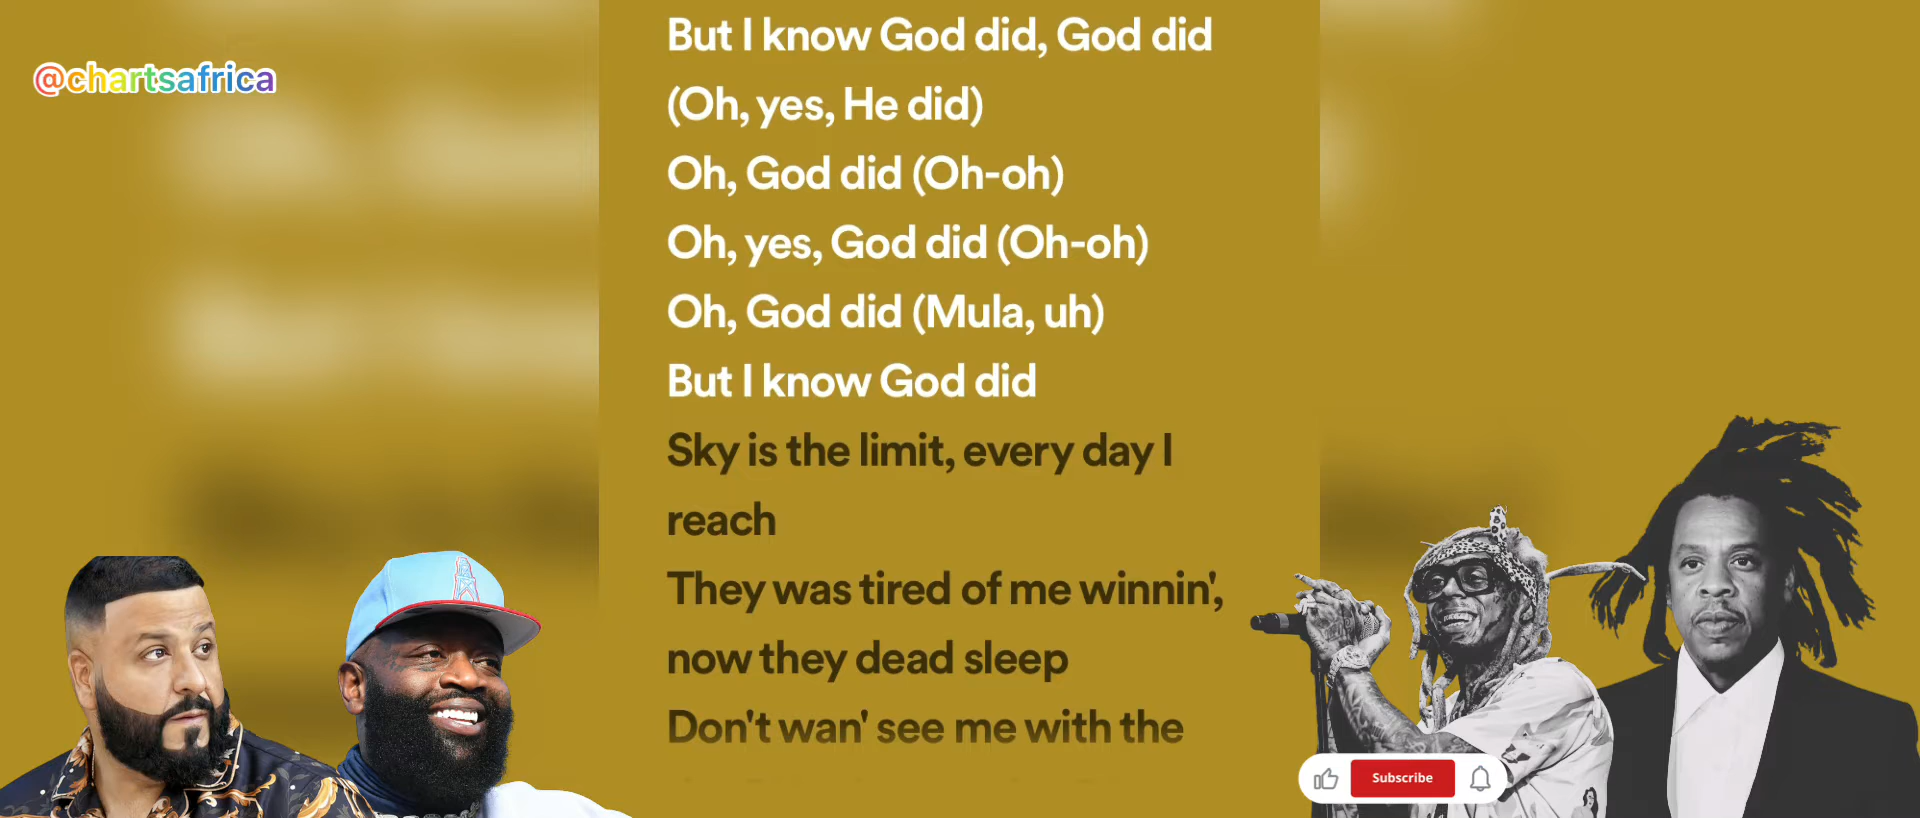 @chartsafrica
But I know God did, God did
(Oh, yes, He did)
Oh, God did (Oh-oh)
Oh, yes, God did (Oh-oh)
Oh, God did (Mula, uh)
But I know God did
Sky is the limit, every day I
reach
They was tired of me winnin',
now they dead sleep
Don't wan' see me with the
Subscribe